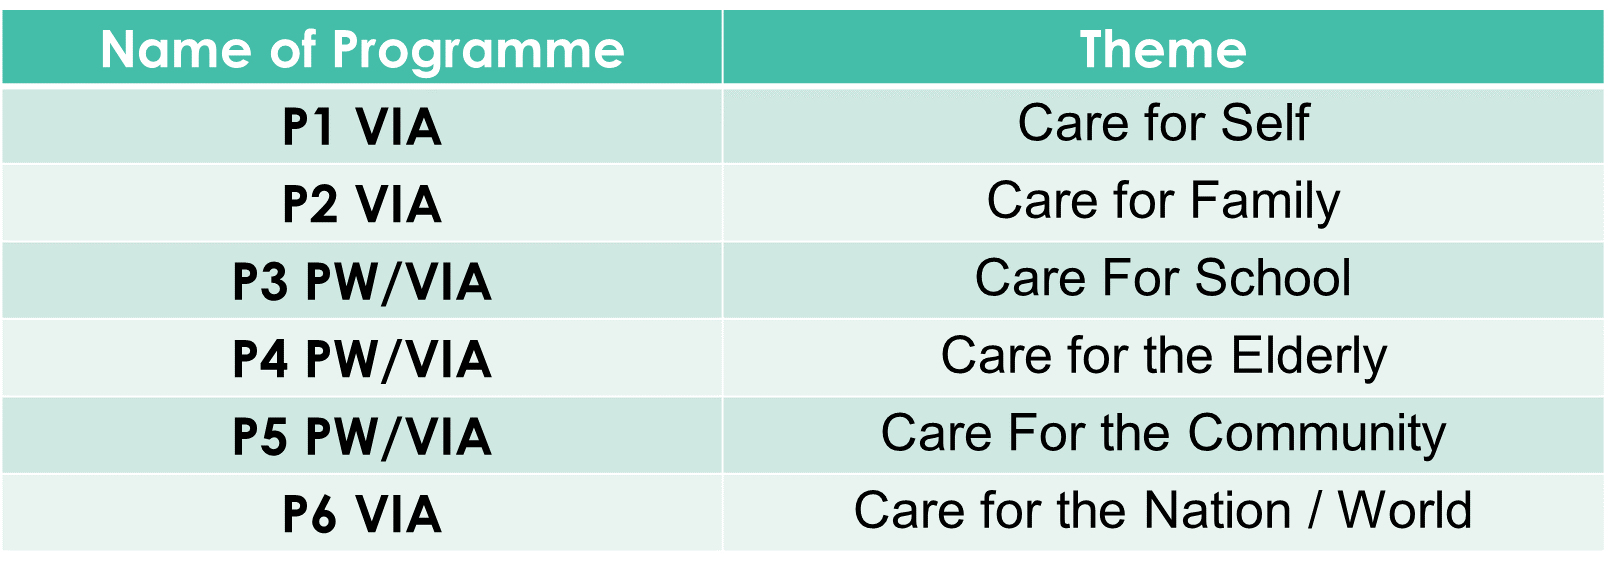 Name of Programme Theme
P1 VIA Care for Self
P2 VIA Care for Family
P3 PW/VIA Care For School
P4 PW/VIA Care for the Elderly
P5 PW/VIA Care For the Community
P6 VIA Care for the Nation / World